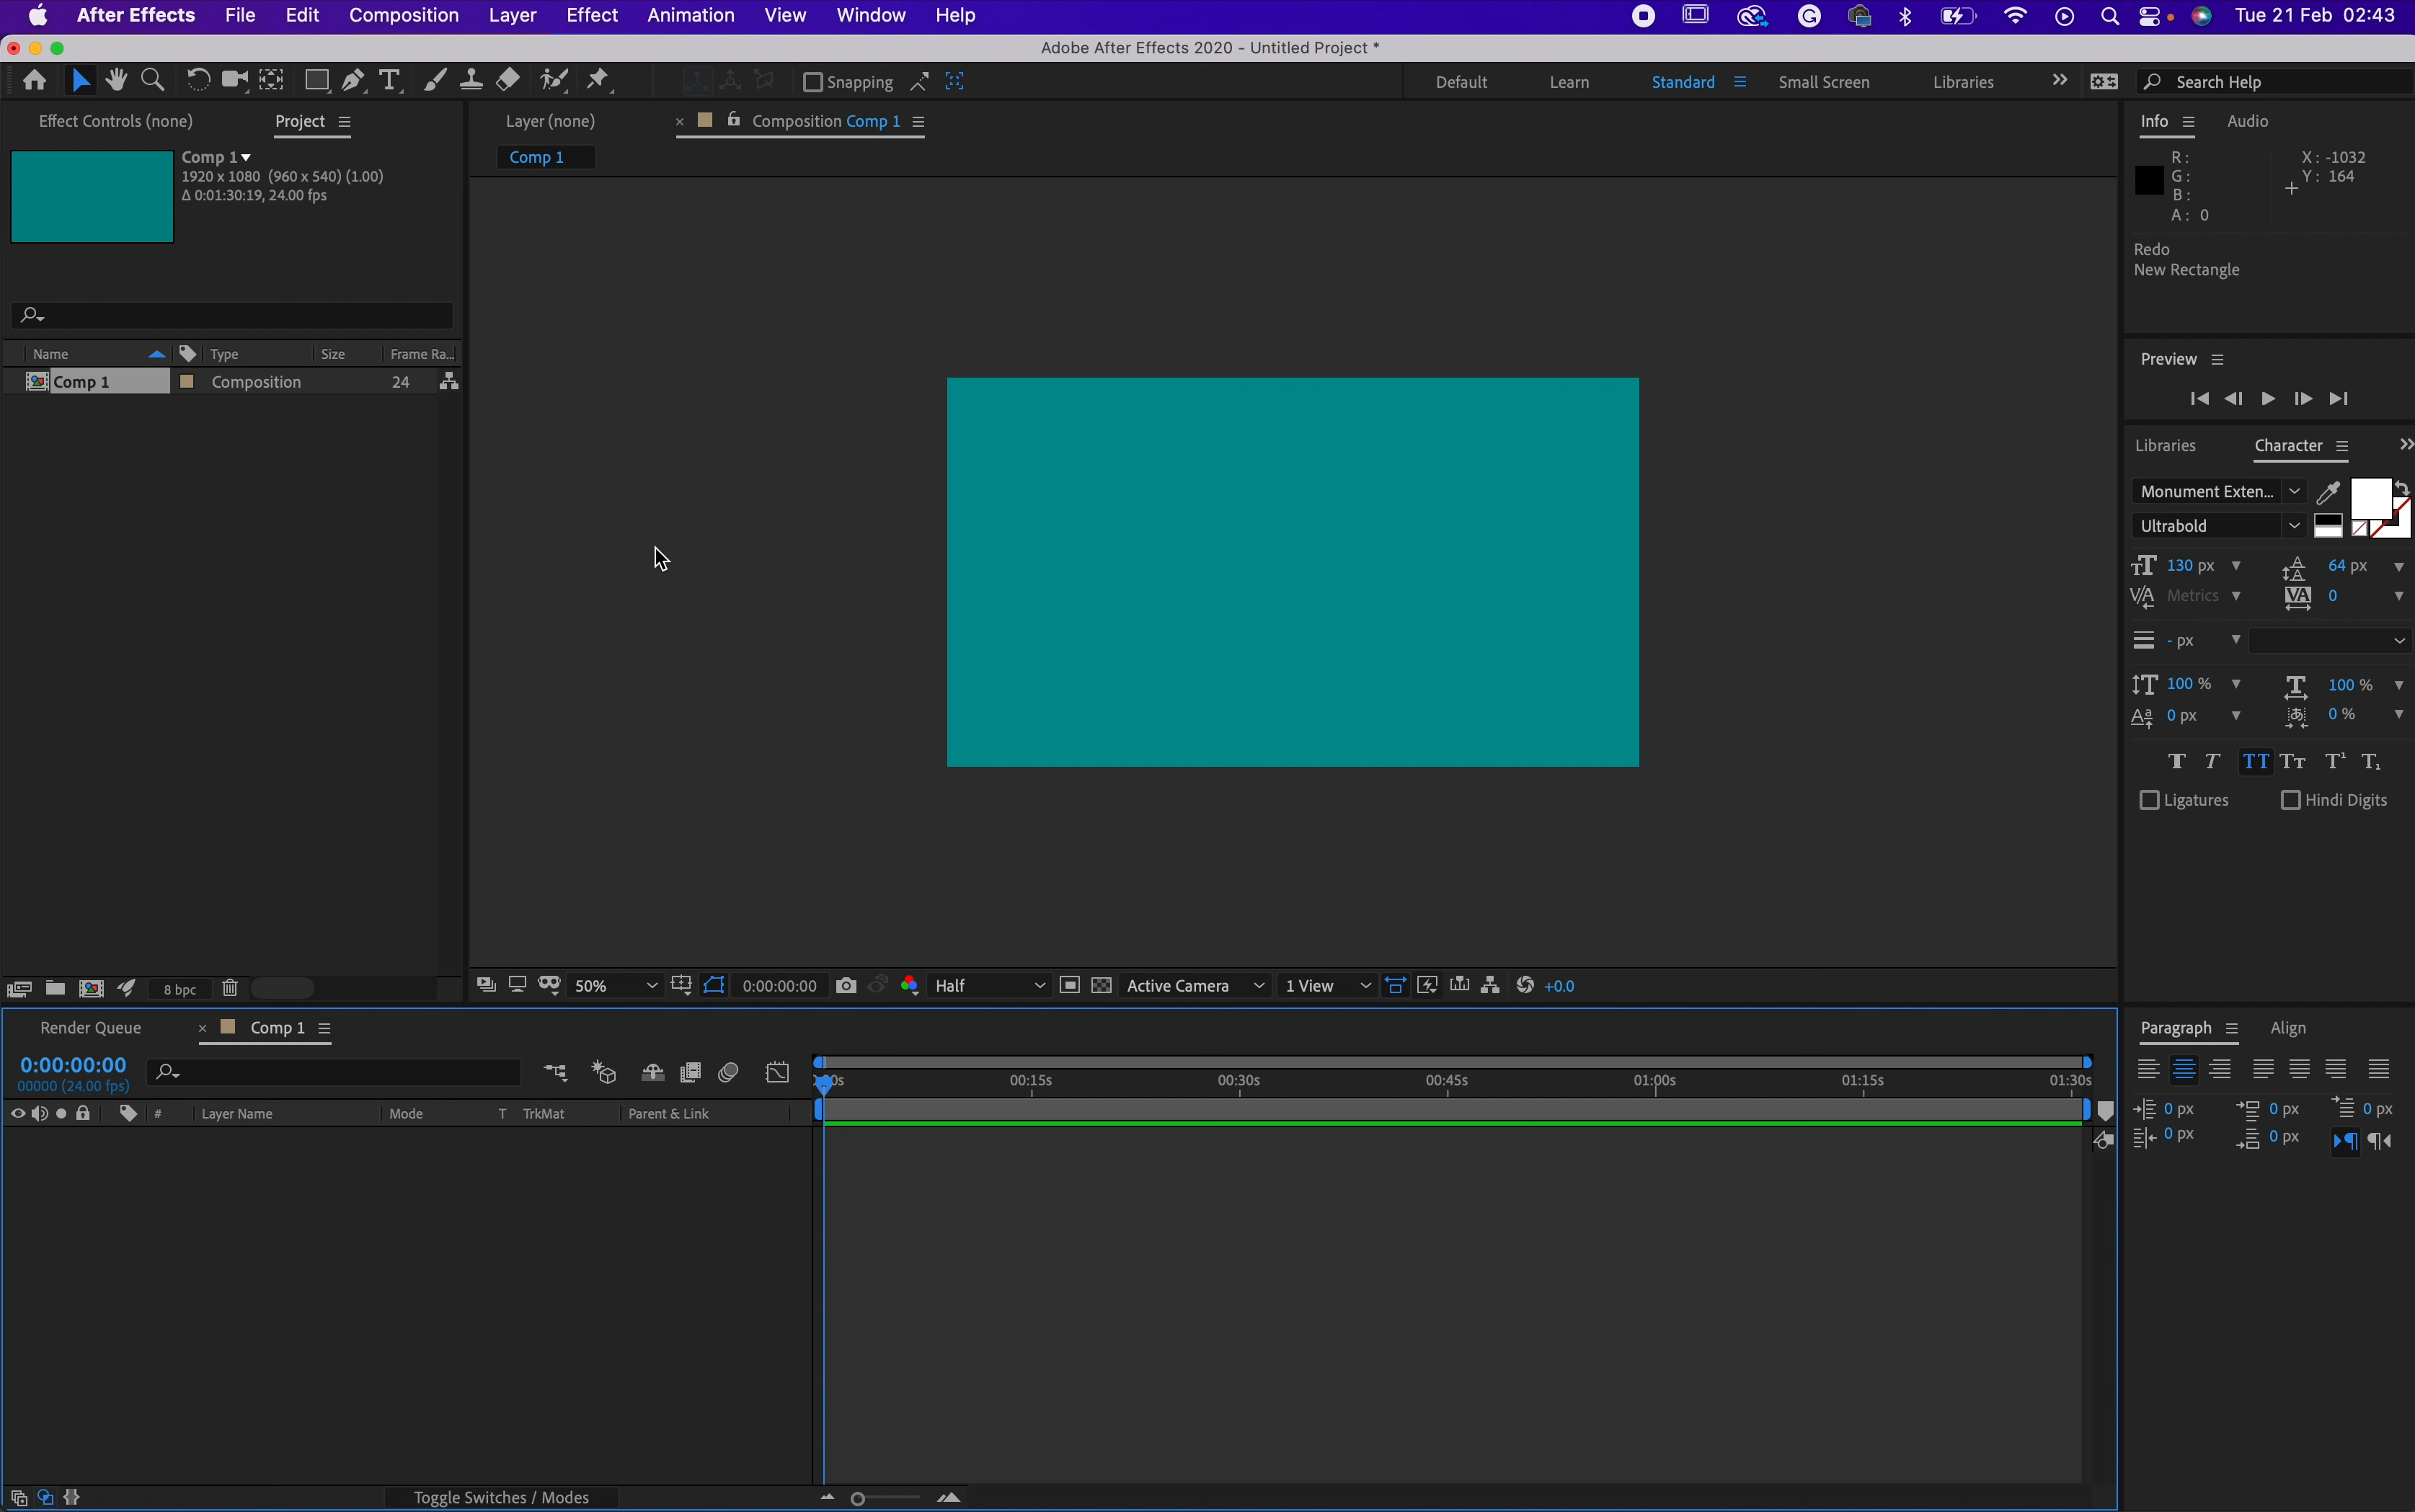 After Effects File Edit Composition Layer Effect Animation View Window Help Tue 21 Feb 02:43
Adobe After Effects 2020 - Untitled Project *
Snapping Default Learn Standard Small Screen Libraries Search Help
Effect Controls (none) Project
Comp 1
1920 x 1080 (960 x 540) (1.00)
Δ 0:01:30:19, 24.00 fps
Name Type Size Frame Ra...
Comp 1 Composition 24
8 bpc
Layer (none) Composition Comp 1
Comp 1
50% 0:00:00:00 Half Active Camera 1 View +0.0
Info Audio
R: X: -1032
G: Y: 164
B:
A: 0
Redo
New Rectangle
Preview
Libraries Character
Monument Exten...
Ultrabold
130 px 64 px
Metrics 0
- px
100 % 100 %
0 px 0 %
T T TT Tт T¹ T₁
Ligatures Hindi Digits
Render Queue Comp 1
0:00:00:00
00000 (24.00 fps)
00:15s 00:30s 00:45s 01:00s 01:15s 01:30s
# Layer Name Mode T TrkMat Parent & Link
Toggle Switches / Modes
Paragraph Align
0 px 0 px 0 px
0 px 0 px